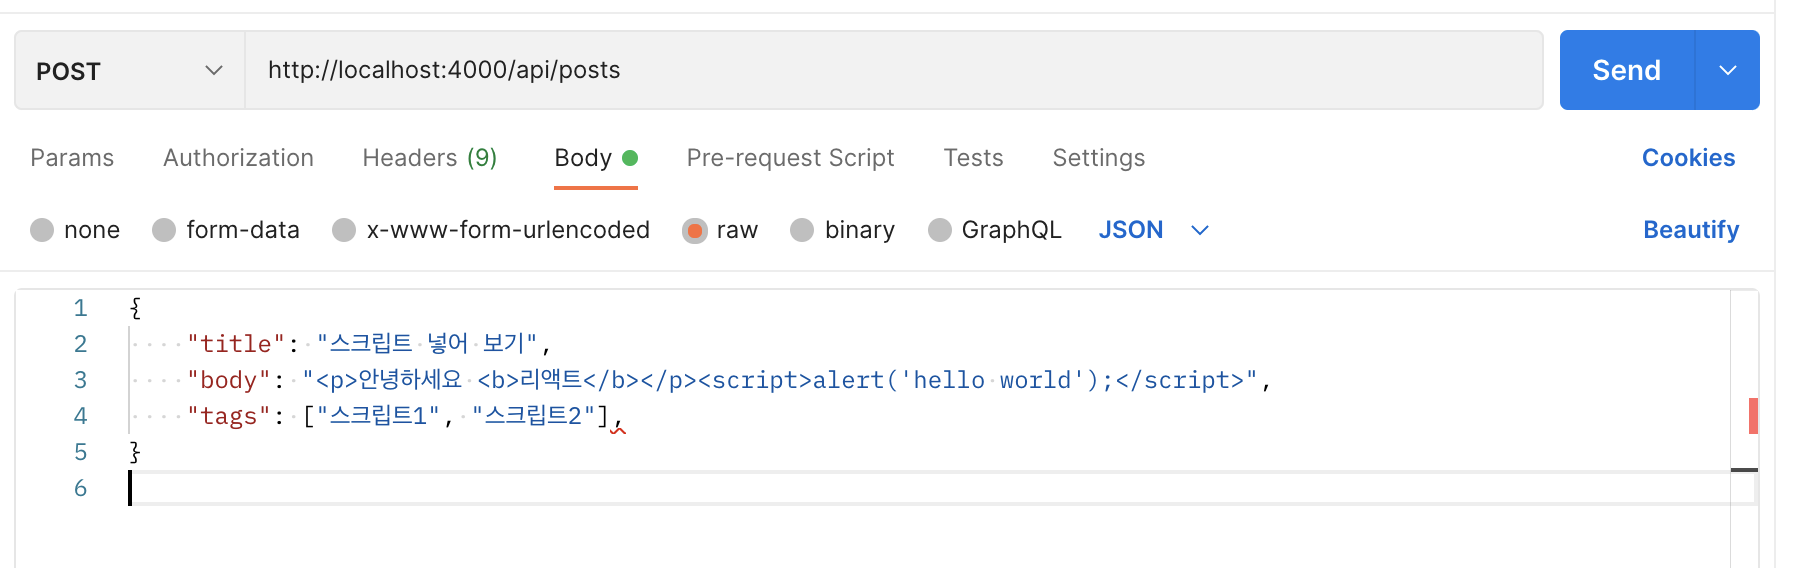 POST http://localhost:4000/api/posts Send
Params Authorization Headers (9) Body Pre-request Script Tests Settings Cookies
none form-data x-www-form-urlencoded raw binary GraphQL JSON Beautify
1 {
2 "title": "스크립트 넣어 보기",
3 "body": "<p>안녕하세요 <b>리액트</b></p><script>alert('hello world');</script>",
4 "tags": ["스크립트1", "스크립트2"],
5 }
6